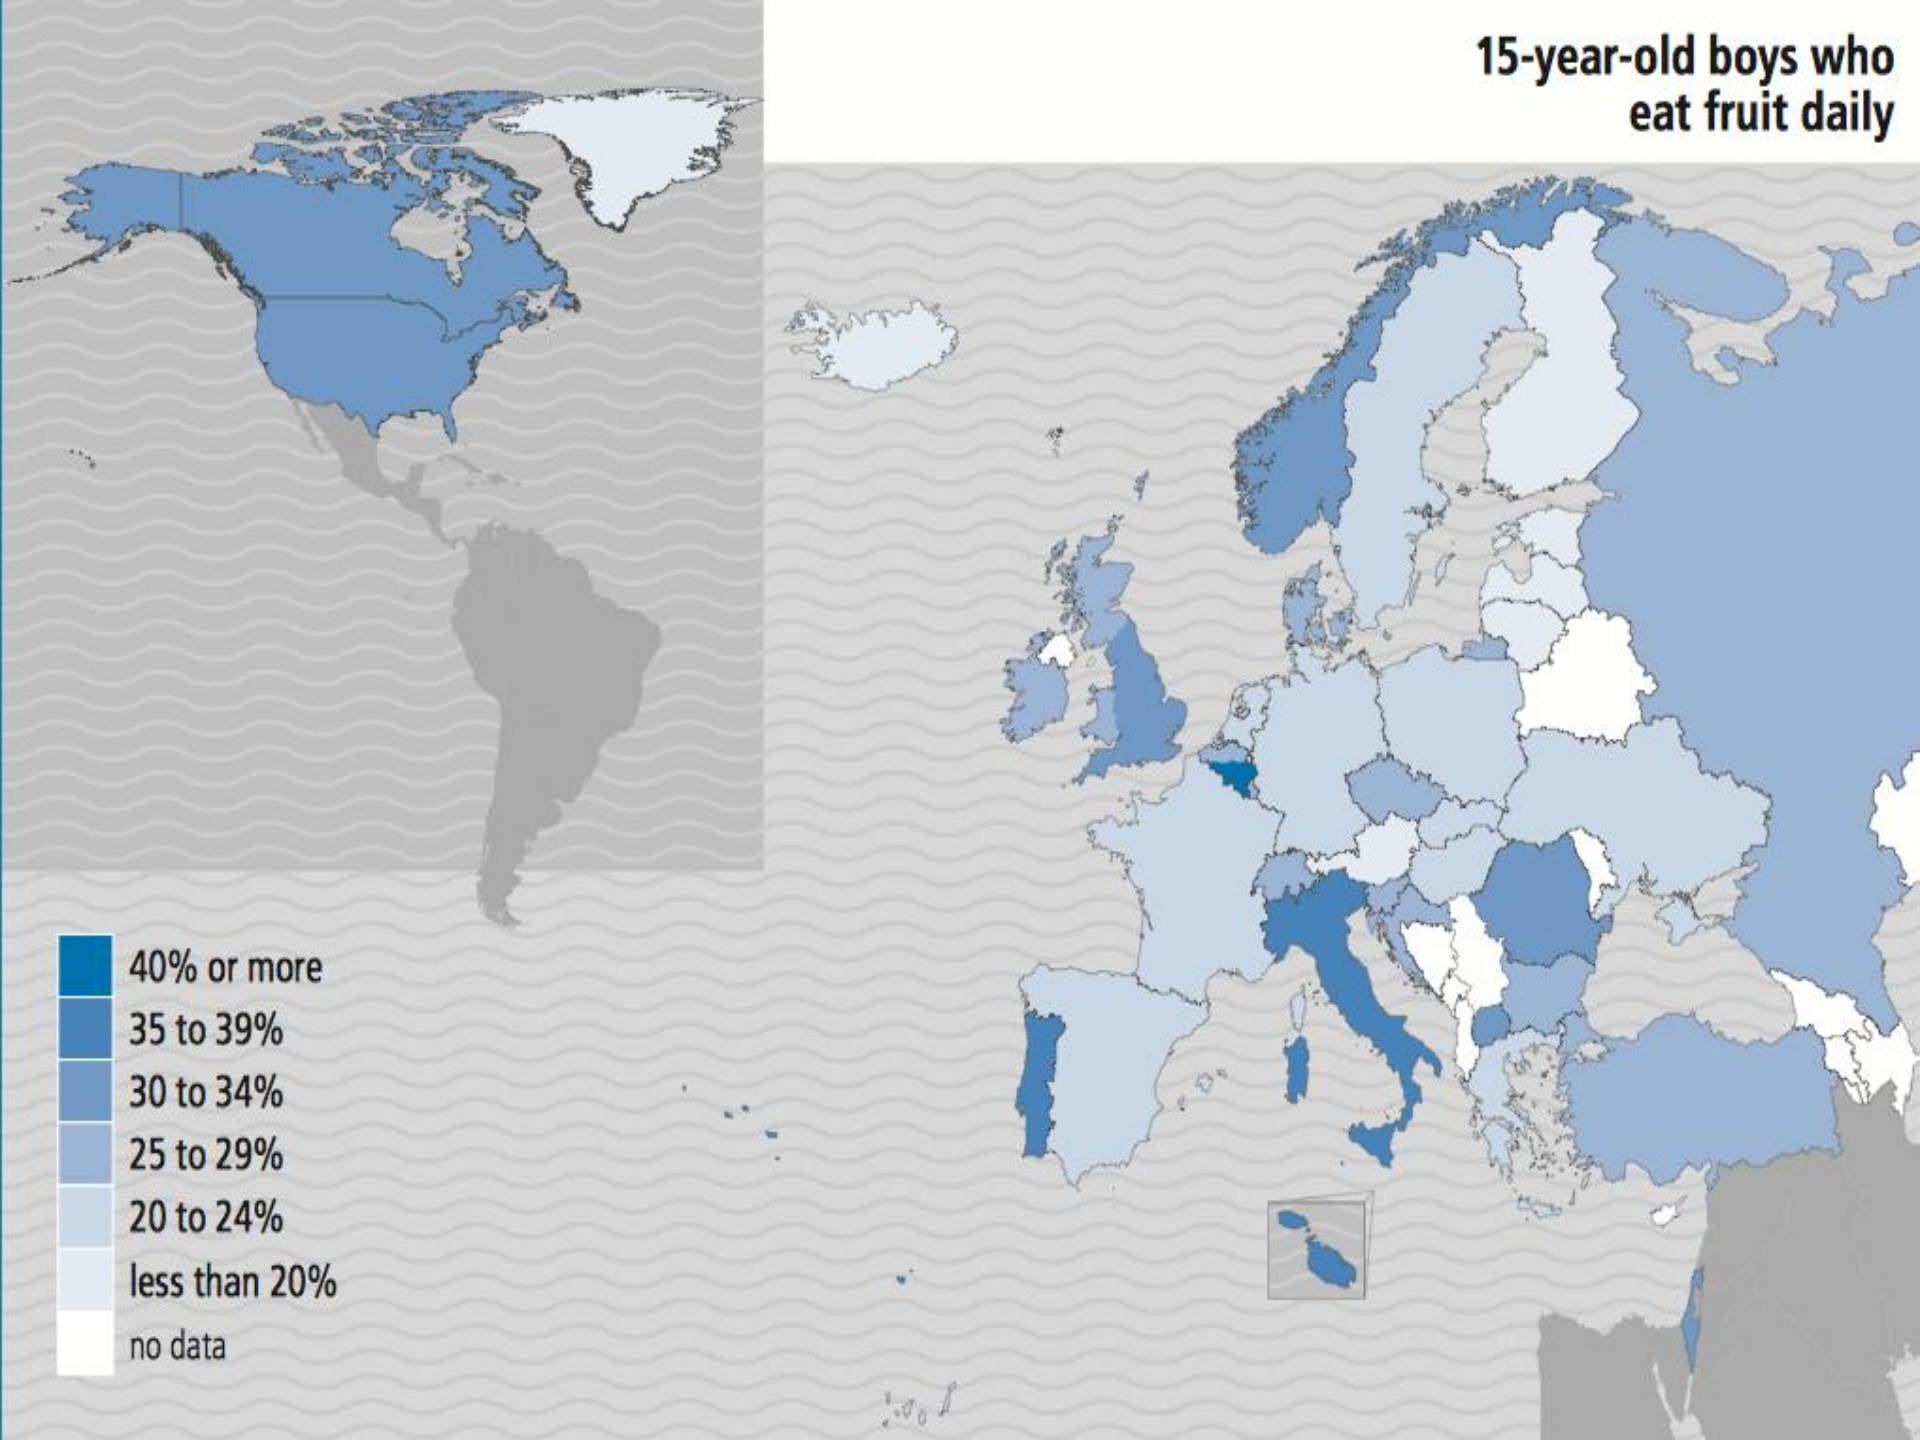 15-year-old boys who
eat fruit daily
40% or more
35 to 39%
30 to 34%
25 to 29%
20 to 24%
less than 20%
no data